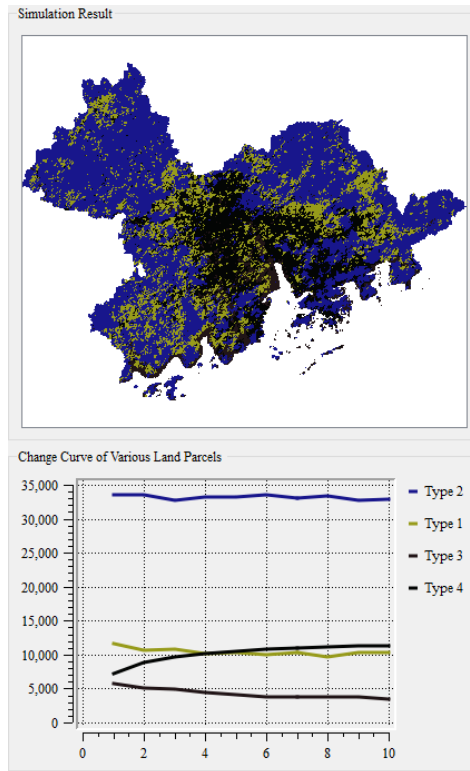 Simulation Result
Change Curve of Various Land Parcels
35,000
30,000
25,000
20,000
15,000
10,000
5,000
0
0 2 4 6 8 10
Type 2
Type 1
Type 3
Type 4